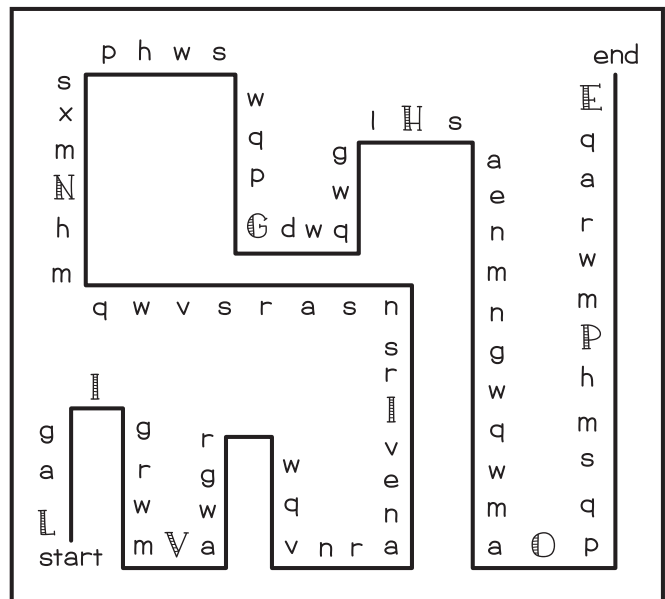 start
L a g
I
g r w m
V
a w g r
w q v
n r
a n e v I r s
n s a r s v w q
m h N m x s
p h w s
w q p
G d w q
w g
l H s
a e n m n g w q w m a
O
p q s m h P m w r a q E
end